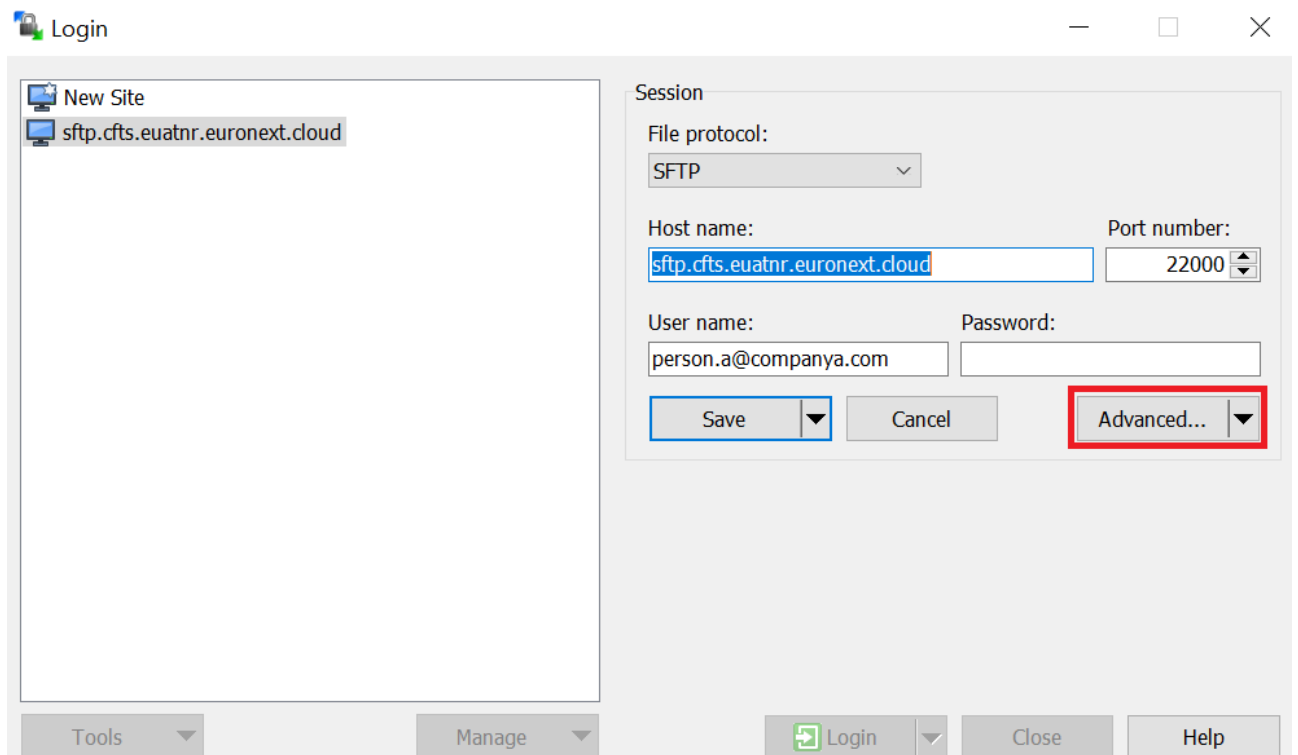 Login
New Site
sftp.cfts.euatnr.euronext.cloud
Session
File protocol:
SFTP
Host name:
Port number:
sftp.cfts.euatnr.euronext.cloud
22000
User name:
Password:
person.a@companya.com
Save
Cancel
Advanced...
Tools
Manage
Login
Close
Help